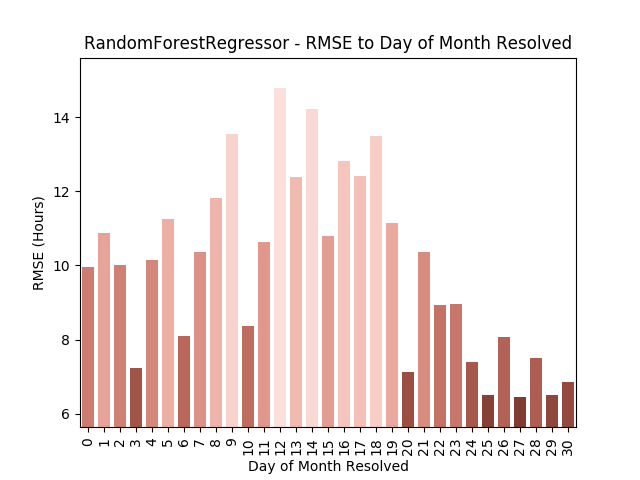 RandomForestRegressor - RMSE to Day of Month Resolved
14
12
10
8
6
RMSE (Hours)
0 1 2 3 4 5 6 7 8 9 10 11 12 13 14 15 16 17 18 19 20 21 22 23 24 25 26 27 28 29 30
Day of Month Resolved